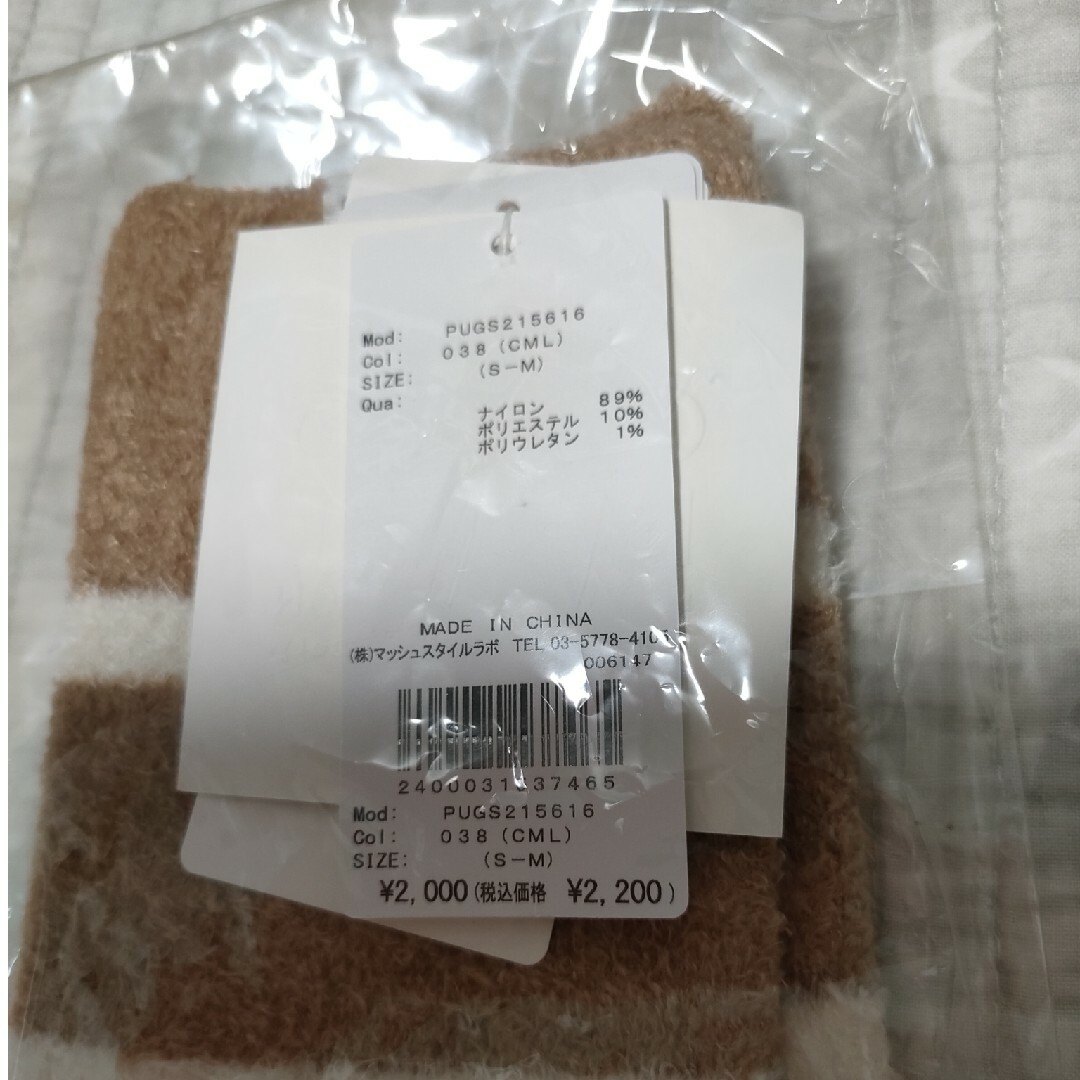 Mod: PUGS215616
Col: 038 (CML)
SIZE: (S-M)
Qua: ナイロン 89%
ポリエステル 10%
ポリウレタン 1%
MADE IN CHINA
(株)マッシュスタイルラボ TEL 03-5778-4105
006147
2400031637465
Mod: PUGS215616
Col: 038 (CML)
SIZE: (S-M)
¥2,000(税込価格 ¥2,200)